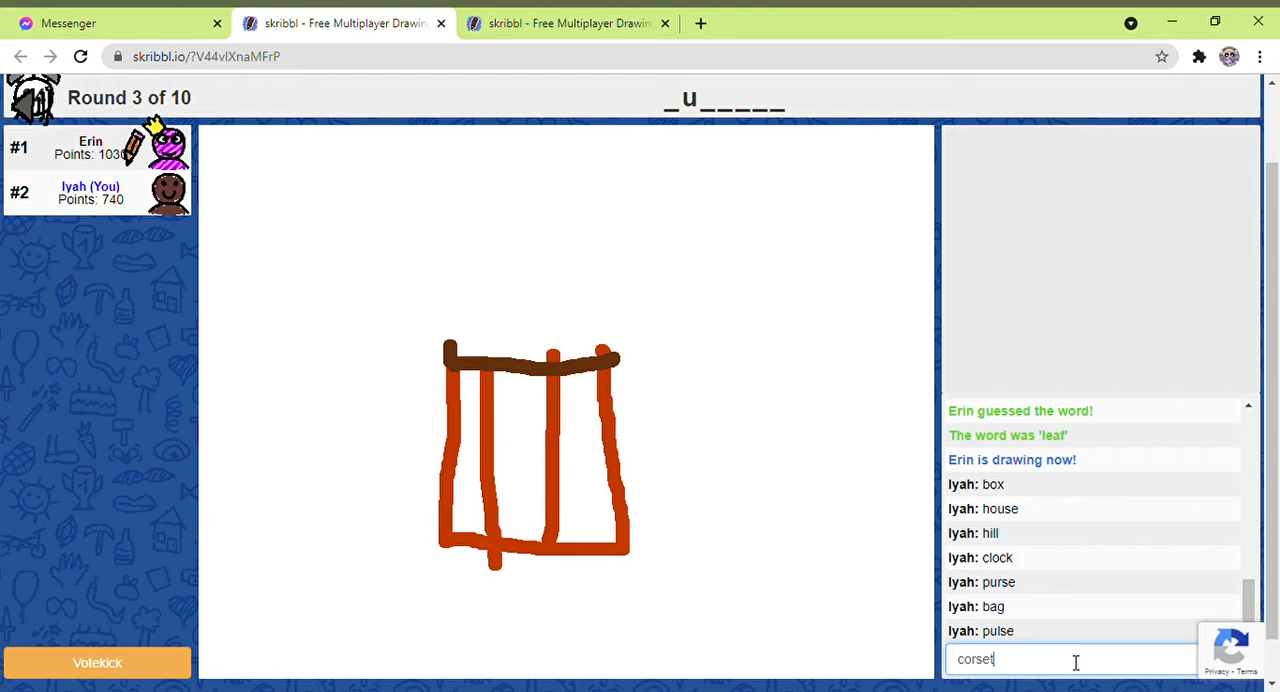 Messenger
skribbl - Free Multiplayer Drawin
skribbl - Free Multiplayer Drawin
skribbl.io/?V44vlXnaMFrP
Round 3 of 10
_u_____
#1
Erin
Points: 1030
#2
Iyah (You)
Points: 740
Erin guessed the word!
The word was 'leaf'
Erin is drawing now!
Iyah: box
Iyah: house
Iyah: hill
Iyah: clock
Iyah: purse
Iyah: bag
Iyah: pulse
corset
Privacy - Terms
Votekick